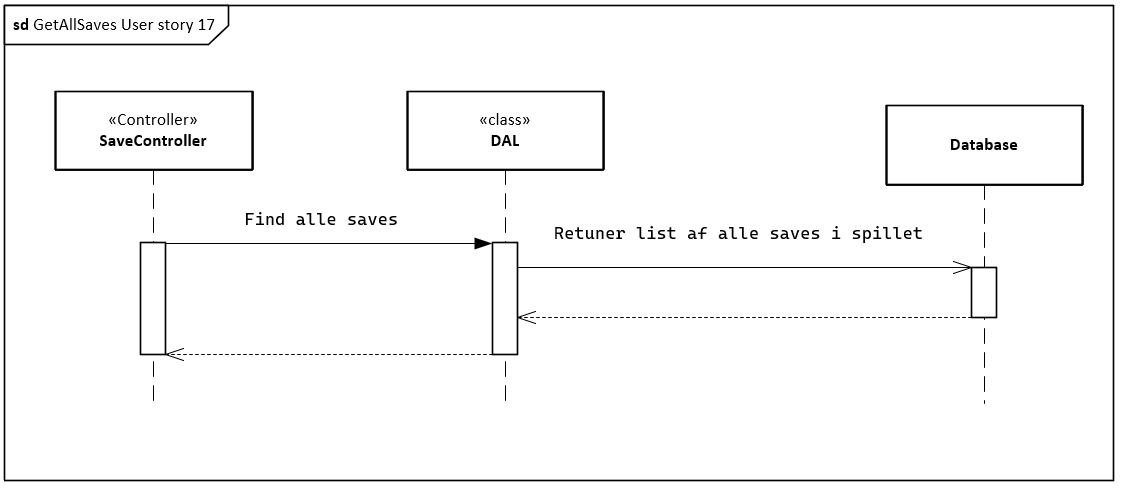 sd GetAllSaves User story 17
«Controller»
SaveController
«class»
DAL
Database
Find alle saves
Retuner list af alle saves i spillet